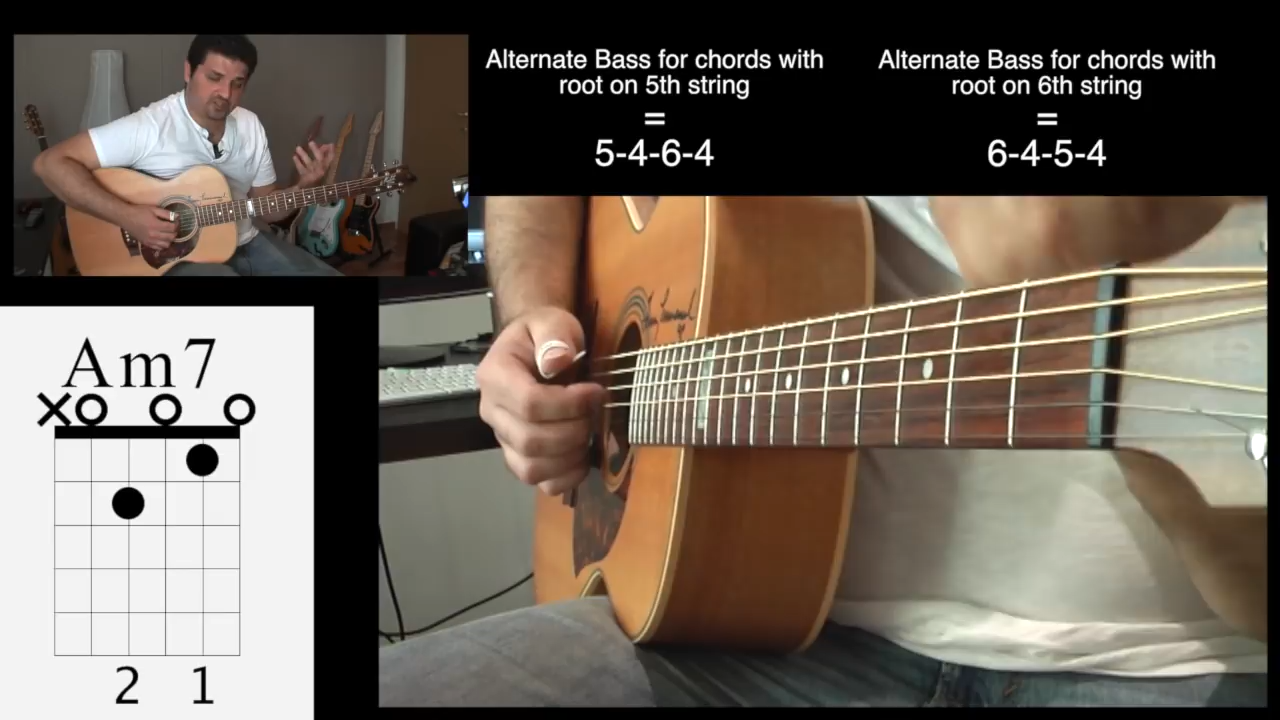 Alternate Bass for chords with
root on 5th string
=
5-4-6-4
Alternate Bass for chords with
root on 6th string
=
6-4-5-4
Am7
XO O O
2 1